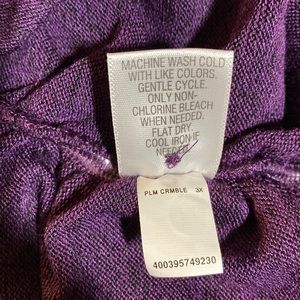 MACHINE WASH COLD
WITH LIKE COLORS.
GENTLE CYCLE.
ONLY NON-
CHLORINE BLEACH
WHEN NEEDED.
FLAT DRY.
COOL IRON IF
NEEDED.
PLM CRMBLE 3X
400395749230